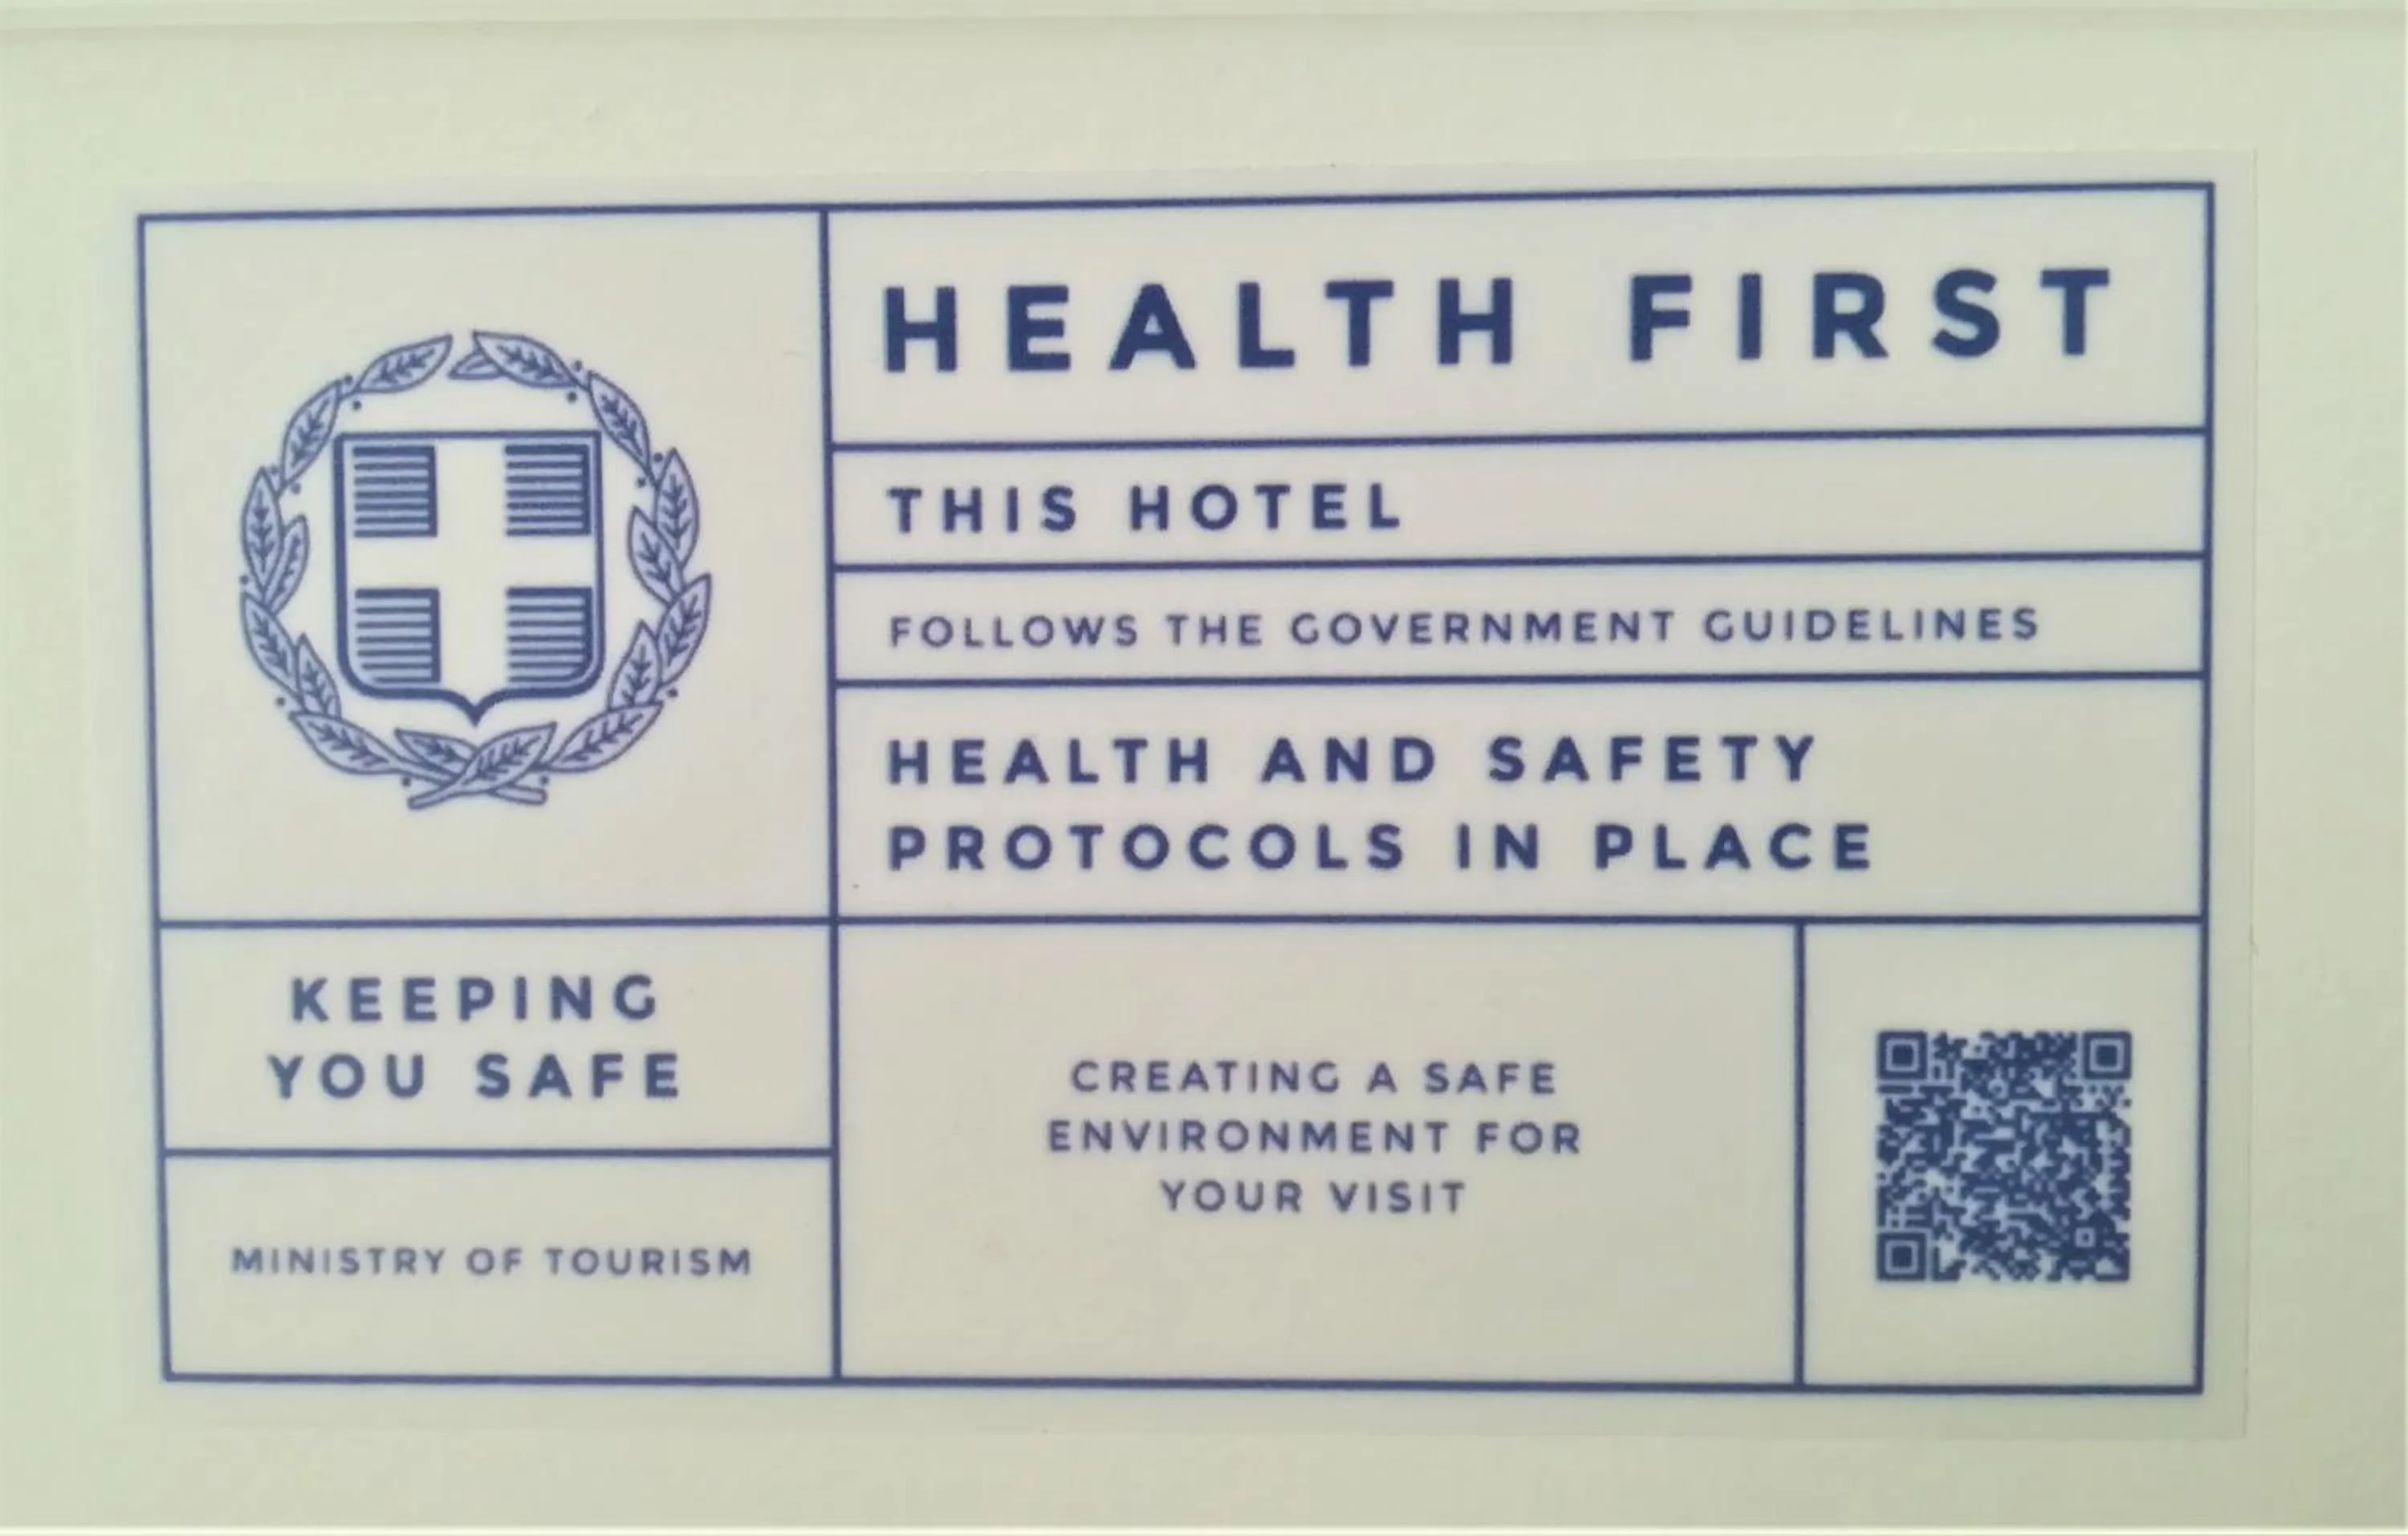 HEALTH FIRST
THIS HOTEL
FOLLOWS THE GOVERNMENT GUIDELINES
HEALTH AND SAFETY
PROTOCOLS IN PLACE
KEEPING
YOU SAFE
MINISTRY OF TOURISM
CREATING A SAFE
ENVIRONMENT FOR
YOUR VISIT